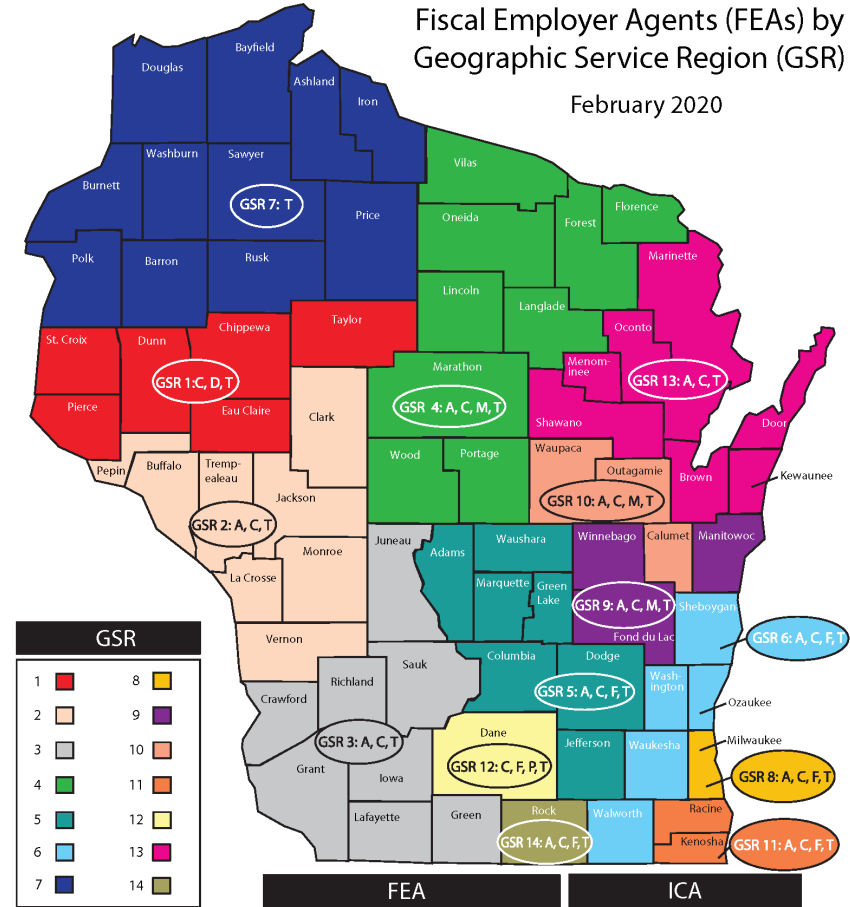 Fiscal Employer Agents (FEAs) by
Geographic Service Region (GSR)
February 2020
Douglas
Bayfield
Ashland
Iron
Washburn
Sawyer
Burnett
GSR 7: T
Price
Polk
Barron
Rusk
Vilas
Florence
Oneida
Forest
Marinette
Lincoln
Langlade
Taylor
Chippewa
St. Croix
Dunn
Oconto
Marathon
Menom-
inee
GSR 1:C, D, T
GSR 13: A, C, T
Pierce
Eau Claire
Clark
GSR 4: A, C, M, T
Shawano
Door
Pepin
Buffalo
Tremp-
ealeau
Wood
Portage
Waupaca
Outagamie
Brown
Kewaunee
Jackson
GSR 10: A, C, M, T
GSR 2: A, C, T
Juneau
Adams
Waushara
Winnebago
Calumet
Manitowoc
Monroe
La Crosse
Marquette
Green
Lake
GSR 9: A, C, M, T
Sheboygan
Fond du Lac
GSR 6: A, C, F, T
Vernon
Sauk
Columbia
Dodge
Wash-
ington
Richland
Crawford
GSR 5: A, C, F, T
Ozaukee
Dane
GSR 3: A, C, T
Jefferson
Waukesha
Milwaukee
Grant
Iowa
GSR 12: C, F, P, T
GSR 8: A, C, F, T
Lafayette
Green
Rock
Walworth
Racine
GSR 14: A, C, F, T
Kenosha
GSR 11: A, C, F, T
GSR
1
8
2
9
3
10
4
11
5
12
6
13
7
14
FEA
ICA